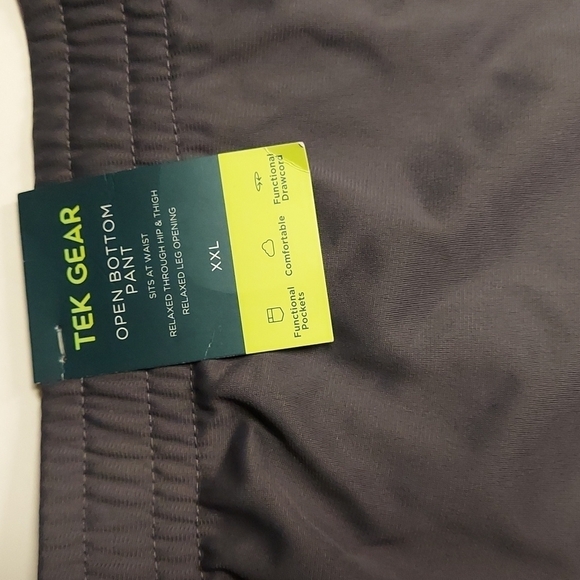 TEK GEAR
OPEN BOTTOM
PANT
SITS AT WAIST
RELAXED THROUGH HIP & THIGH
RELAXED LEG OPENING
XXL
Functional
Pockets
Comfortable
Functional
Drawcord